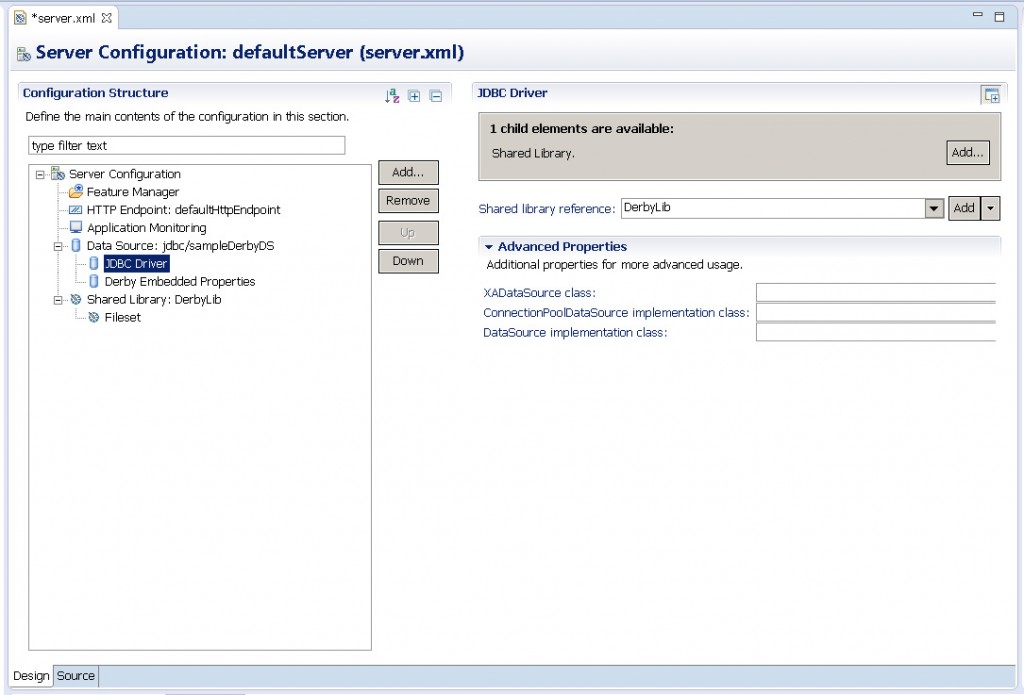 *server.xml
Server Configuration: defaultServer (server.xml)
Configuration Structure
Define the main contents of the configuration in this section.
type filter text
Server Configuration
Feature Manager
HTTP Endpoint: defaultHttpEndpoint
Application Monitoring
Data Source: jdbc/sampleDerbyDS
JDBC Driver
Derby Embedded Properties
Shared Library: DerbyLib
Fileset
Add...
Remove
Up
Down
JDBC Driver
1 child elements are available:
Shared Library.
Add...
Shared library reference: DerbyLib Add
Advanced Properties
Additional properties for more advanced usage.
XADataSource class:
ConnectionPoolDataSource implementation class:
DataSource implementation class:
Design Source